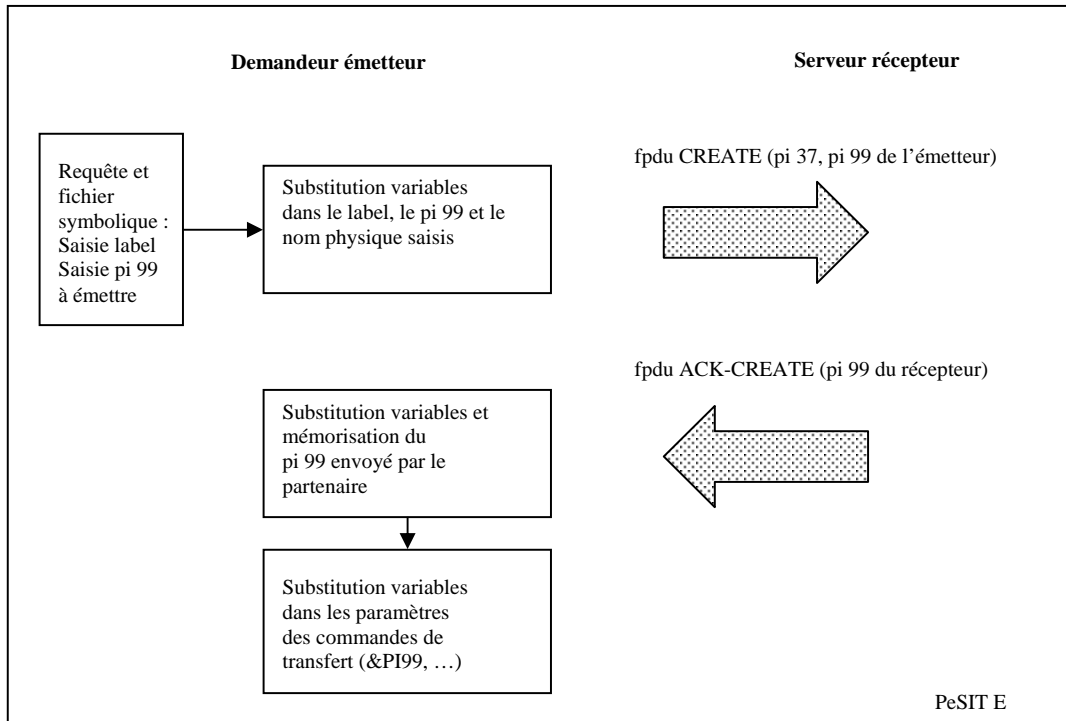 Demandeur émetteur
Serveur récepteur
Requête et
fichier
symbolique :
Saisie label
Saisie pi 99
à émettre
Substitution variables
dans le label, le pi 99 et le
nom physique saisis
fpdu CREATE (pi 37, pi 99 de l’émetteur)
fpdu ACK-CREATE (pi 99 du récepteur)
Substitution variables et
mémorisation du
pi 99 envoyé par le
partenaire
Substitution variables
dans les paramètres
des commandes de
transfert (&PI99, …)
PeSIT E